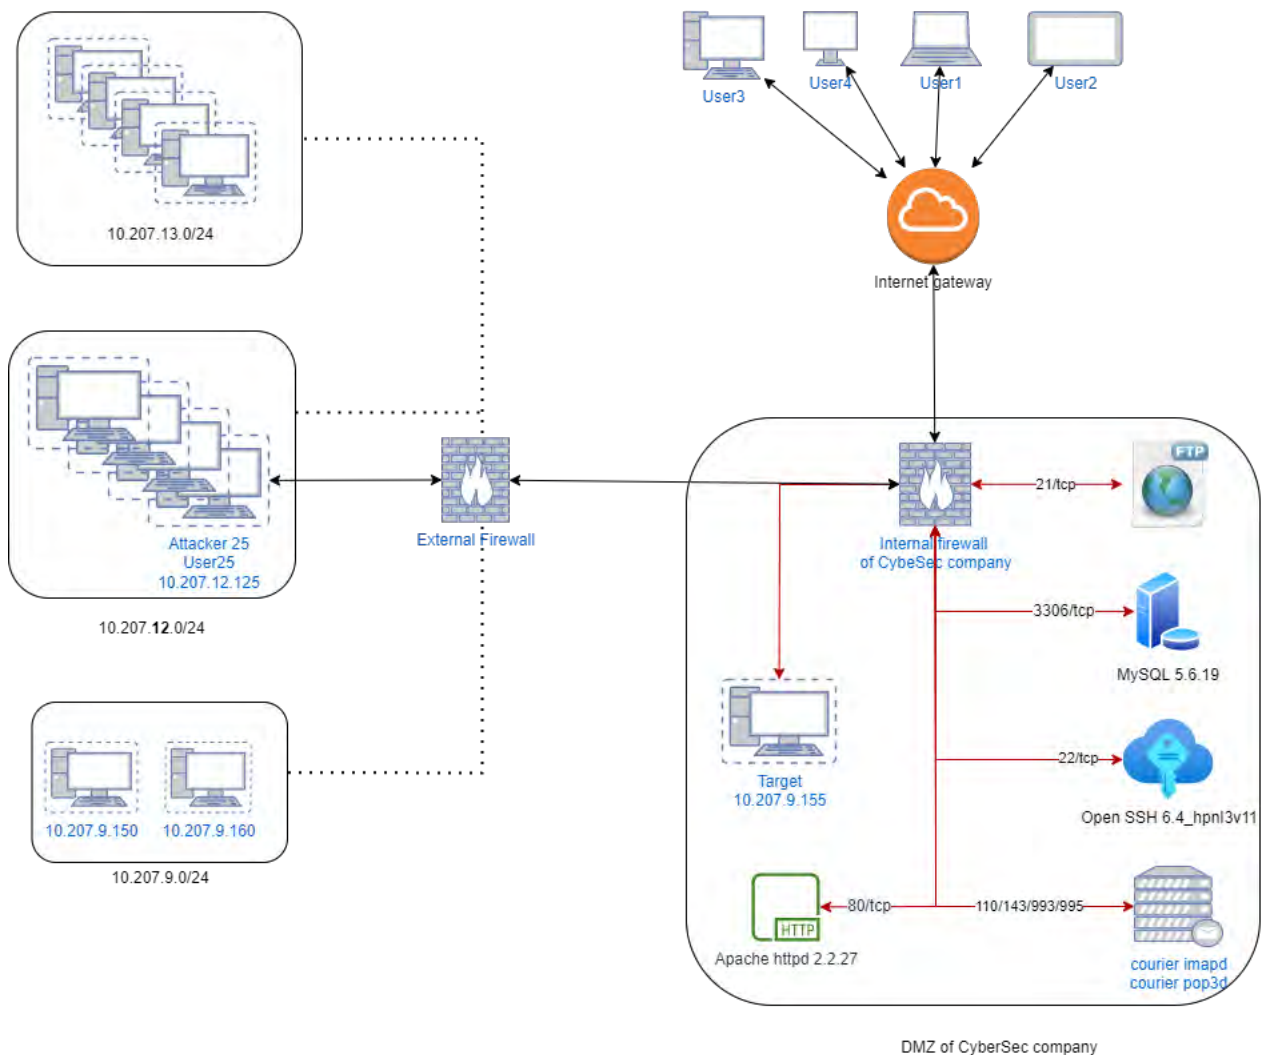 User3
User4
User1
User2
10.207.13.0/24
Internet gateway
Attacker 25
User25
10.207.12.125
10.207.12.0/24
External Firewall
Internal firewall
of CybeSec company
FTP
21/tcp
3306/tcp
MySQL 5.6.19
22/tcp
Open SSH 6.4_hpnl3v11
Target
10.207.9.155
10.207.9.150
10.207.9.160
10.207.9.0/24
80/tcp
HTTP
Apache httpd 2.2.27
110/143/993/995
courier imapd
courier pop3d
DMZ of CyberSec company